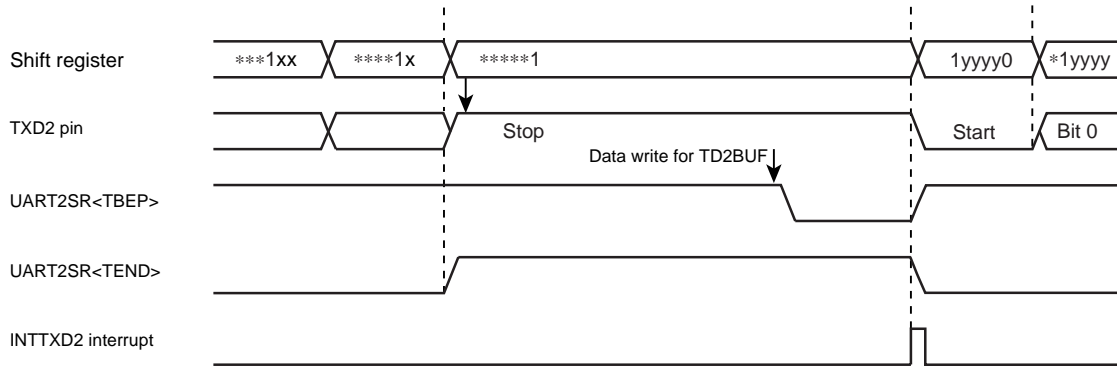 Shift register ***1xx ****1x *****1 1yyyy0 *1yyyy
TXD2 pin Stop Start Bit 0
Data write for TD2BUF
UART2SR<TBEP>
UART2SR<TEND>
INTTXD2 interrupt